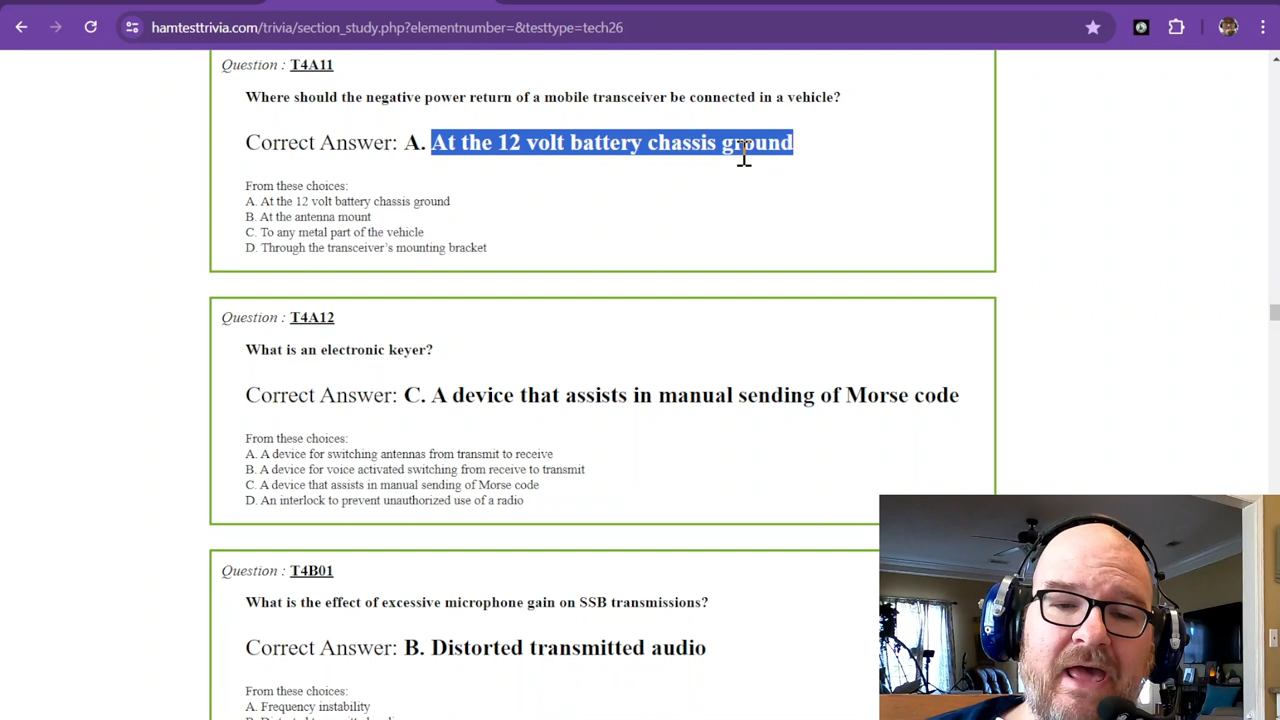 hamtesttrivia.com/trivia/section_study.php?elementnumber=&testtype=tech26
Question : T4A11
Where should the negative power return of a mobile transceiver be connected in a vehicle?
Correct Answer: A. At the 12 volt battery chassis ground
From these choices:
A. At the 12 volt battery chassis ground
B. At the antenna mount
C. To any metal part of the vehicle
D. Through the transceiver’s mounting bracket
Question : T4A12
What is an electronic keyer?
Correct Answer: C. A device that assists in manual sending of Morse code
From these choices:
A. A device for switching antennas from transmit to receive
B. A device for voice activated switching from receive to transmit
C. A device that assists in manual sending of Morse code
D. An interlock to prevent unauthorized use of a radio
Question : T4B01
What is the effect of excessive microphone gain on SSB transmissions?
Correct Answer: B. Distorted transmitted audio
From these choices:
A. Frequency instability